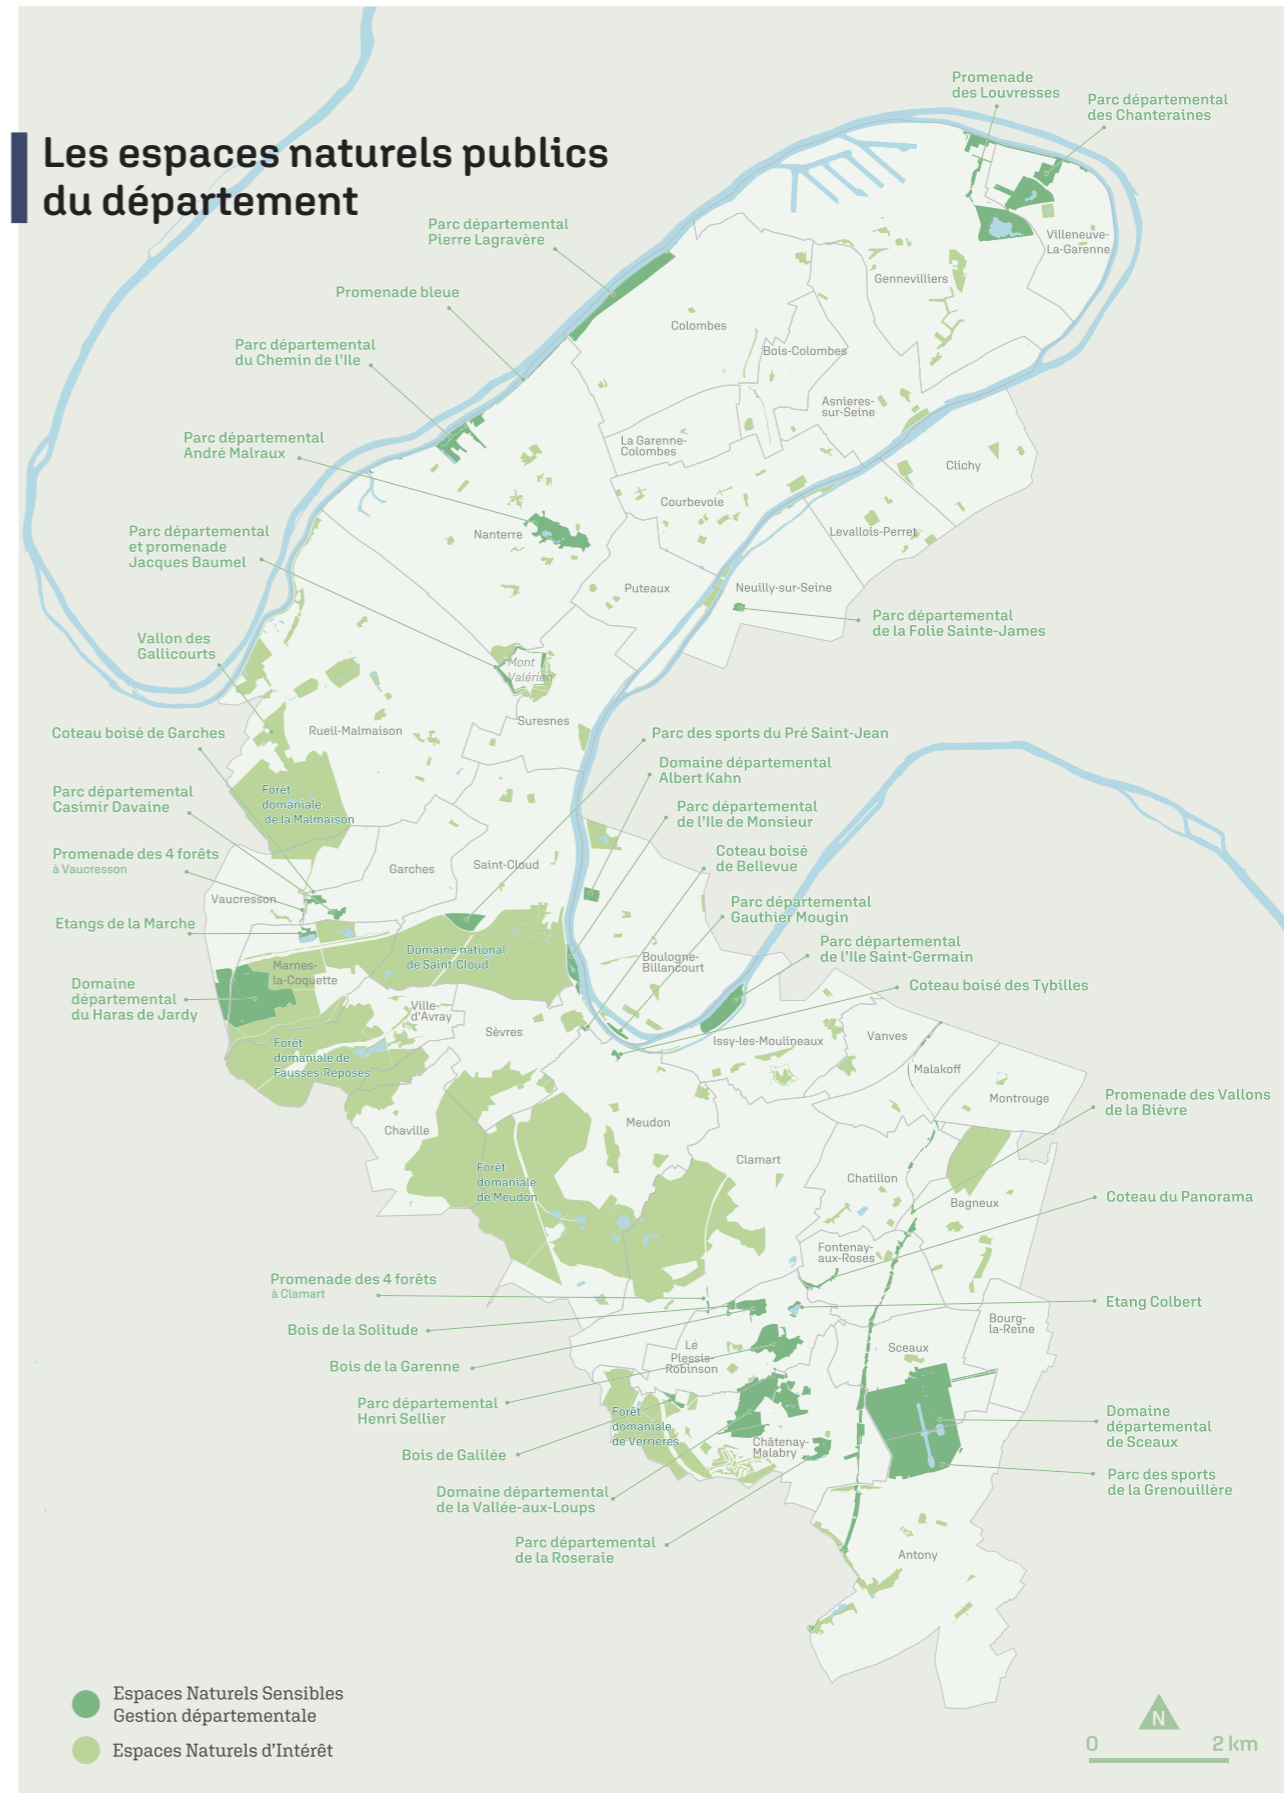 Les espaces naturels publics
du département
Promenade
des Louvresses
Parc départemental
des Chanteraines
Parc départemental
Pierre Lagravère
Promenade bleue
Parc départemental
du Chemin de l'Ile
Parc départemental
André Malraux
Parc départemental
et promenade
Jacques Baumel
Vallon des
Gallicourts
Coteau boisé de Garches
Parc départemental
Casimir Davaine
Promenade des 4 forêts
à Vaucresson
Etangs de la Marche
Domaine
départemental
du Haras de Jardy
Villeneuve-
La-Garenne
Gennevilliers
Colombes
Bois-Colombes
Asnieres-
sur-Seine
La Garenne-
Colombes
Clichy
Courbevoie
Levallois-Perret
Nanterre
Puteaux
Neuilly-sur-Seine
Parc départemental
de la Folie Sainte-James
Mont
Valérien
Suresnes
Rueil-Malmaison
Forêt
domaniale
de la Malmaison
Parc des sports du Pré Saint-Jean
Domaine départemental
Albert Kahn
Parc départemental
de l'Ile de Monsieur
Coteau boisé
de Bellevue
Parc départemental
Gauthier Mougin
Parc départemental
de l'Ile Saint-Germain
Coteau boisé des Tybilles
Garches
Saint-Cloud
Vaucresson
Domaine national
de Saint-Cloud
Marnes-
la-Coquette
Boulogne-
Billancourt
Ville-
d'Avray
Sèvres
Forêt
domaniale de
Fausses-Reposes
Issy-les-Moulineaux
Vanves
Malakoff
Montrouge
Promenade des Vallons
de la Bièvre
Chaville
Meudon
Clamart
Forêt
domaniale
de Meudon
Chatillon
Bagneux
Coteau du Panorama
Fontenay-
aux-Roses
Promenade des 4 forêts
à Clamart
Etang Colbert
Bois de la Solitude
Bourg-
la-Reine
Le
Plessis-
Robinson
Sceaux
Bois de la Garenne
Parc départemental
Henri Sellier
Forêt
domaniale
de Verrières
Domaine
départemental
de Sceaux
Châtenay-
Malabry
Bois de Galilée
Parc des sports
de la Grenouillère
Domaine départemental
de la Vallée-aux-Loups
Parc départemental
de la Roseraie
Antony
Espaces Naturels Sensibles
Gestion départementale
Espaces Naturels d'Intérêt
N
0 2 km